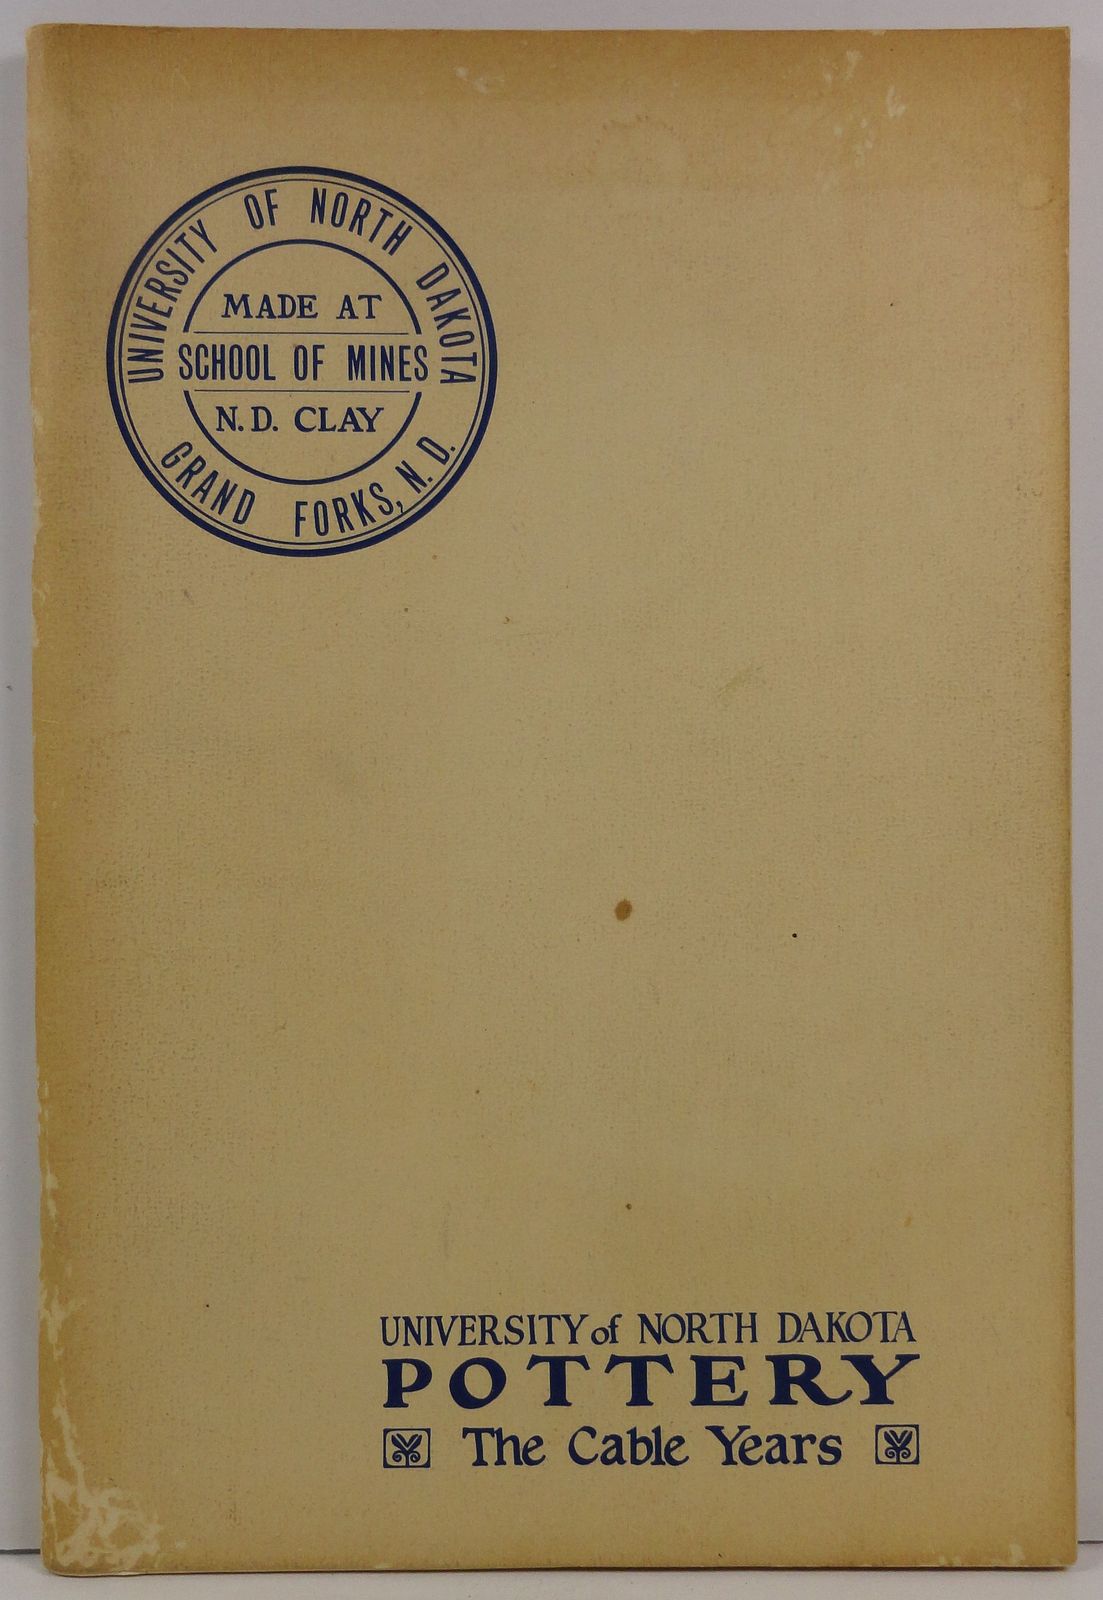 UNIVERSITY OF NORTH DAKOTA
MADE AT
SCHOOL OF MINES
N. D. CLAY
GRAND FORKS, N. D.
UNIVERSITY of NORTH DAKOTA
POTTERY
The Cable Years